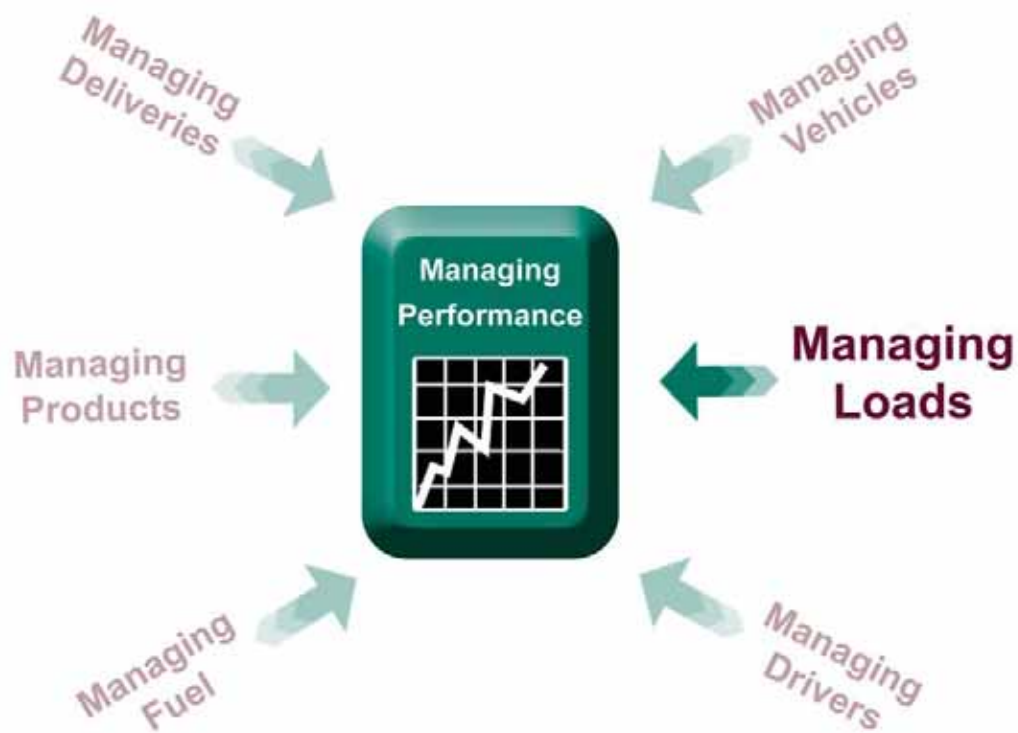 Managing
Deliveries
Managing
Vehicles
Managing
Performance
Managing
Products
Managing
Loads
Managing
Fuel
Managing
Drivers